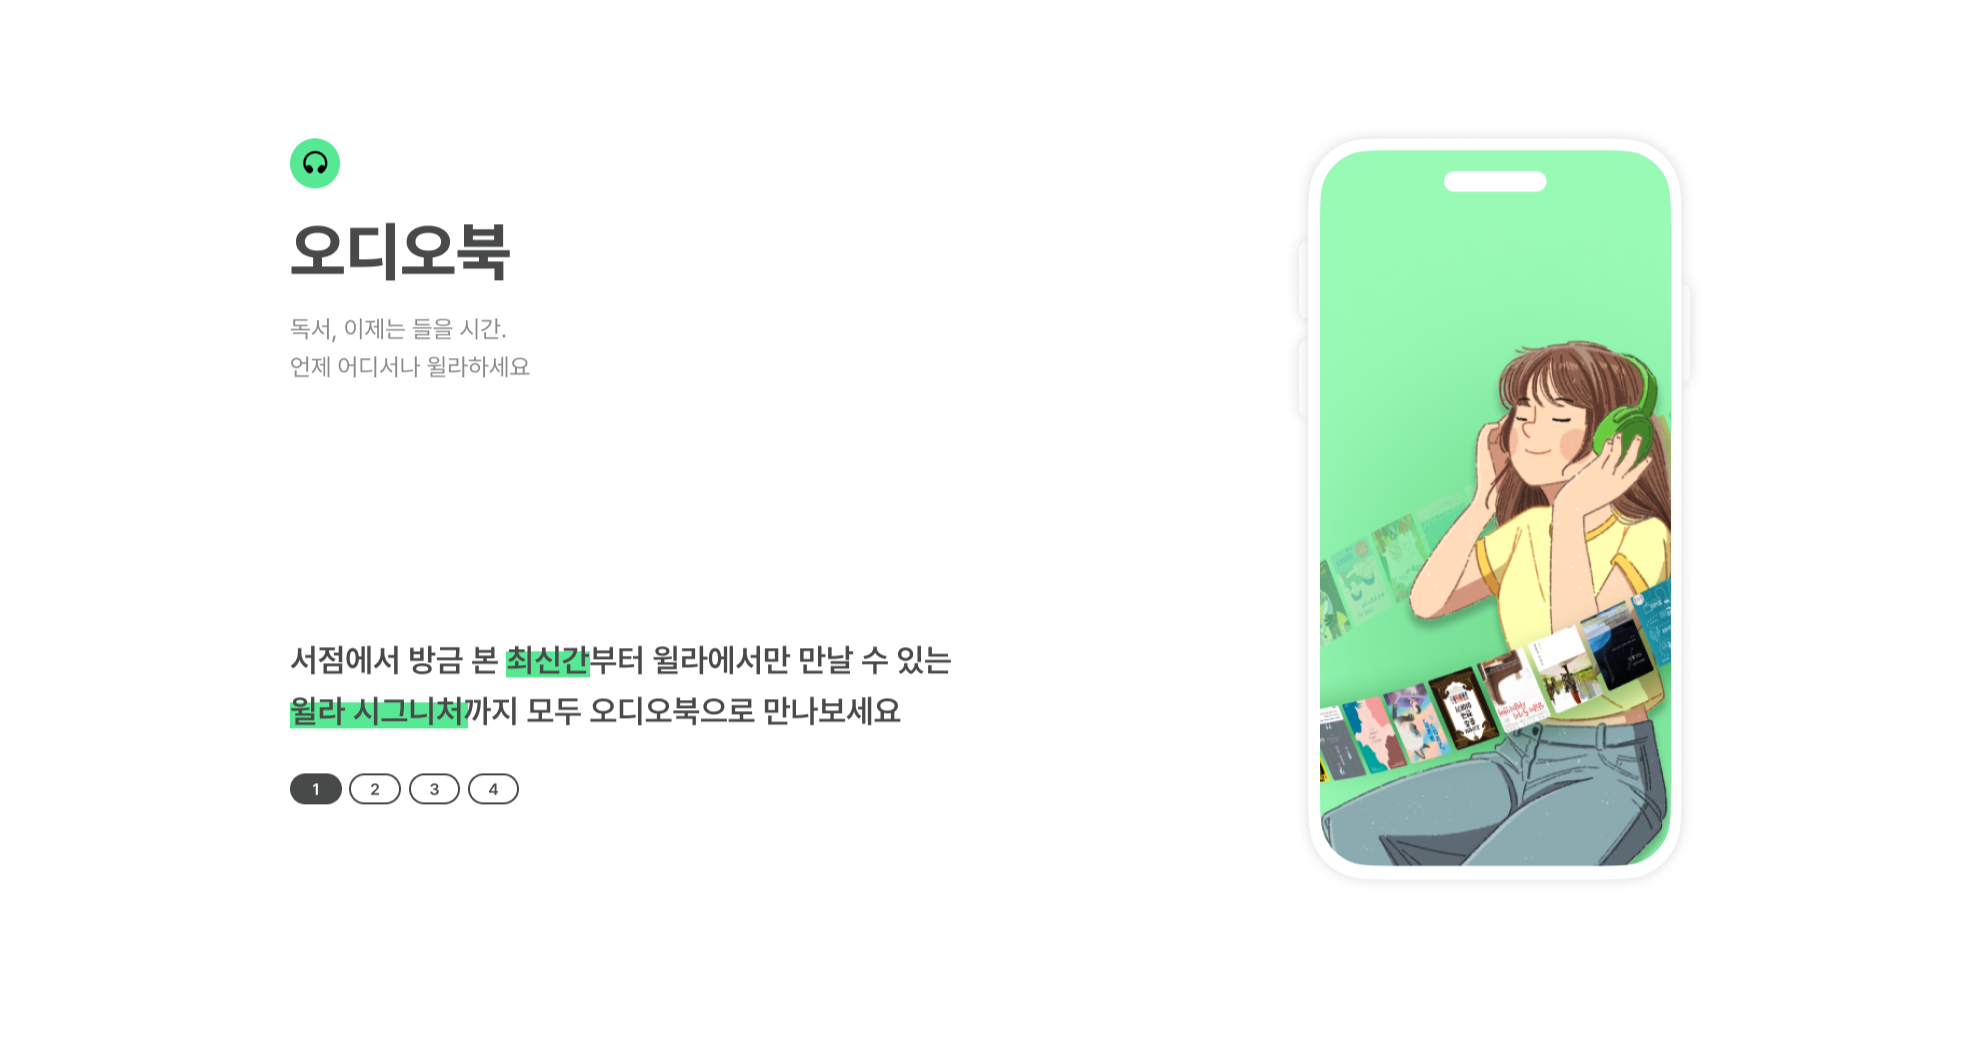 오디오북
독서, 이제는 들을 시간.
언제 어디서나 윌라하세요
서점에서 방금 본 최신간부터 윌라에서만 만날 수 있는
윌라 시그니처까지 모두 오디오북으로 만나보세요
1 2 3 4